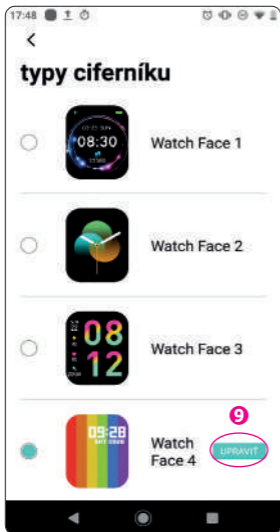 17:48
typy ciferníku
08:30
Watch Face 1
Watch Face 2
08
12
Watch Face 3
9
09:28
Watch
Face 4
UPRAVIŤ